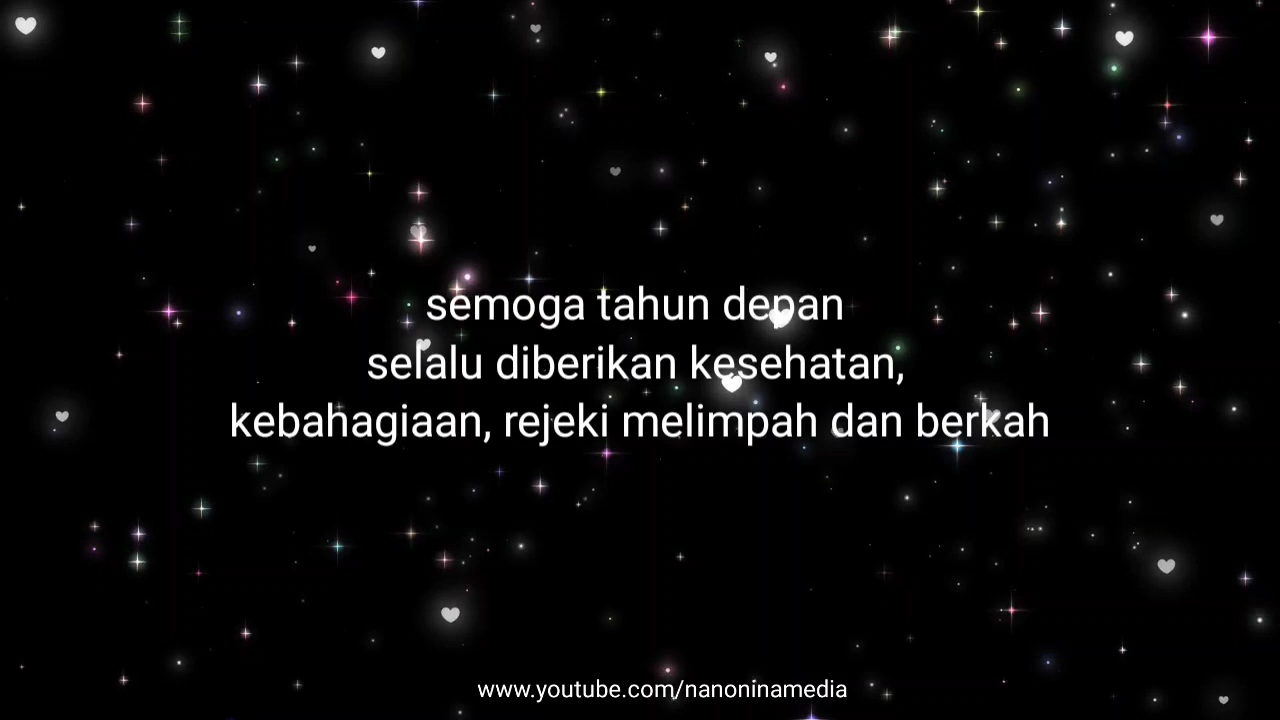 semoga tahun depan
selalu diberikan kesehatan,
kebahagiaan, rejeki melimpah dan berkah
www.youtube.com/nanoninamedia